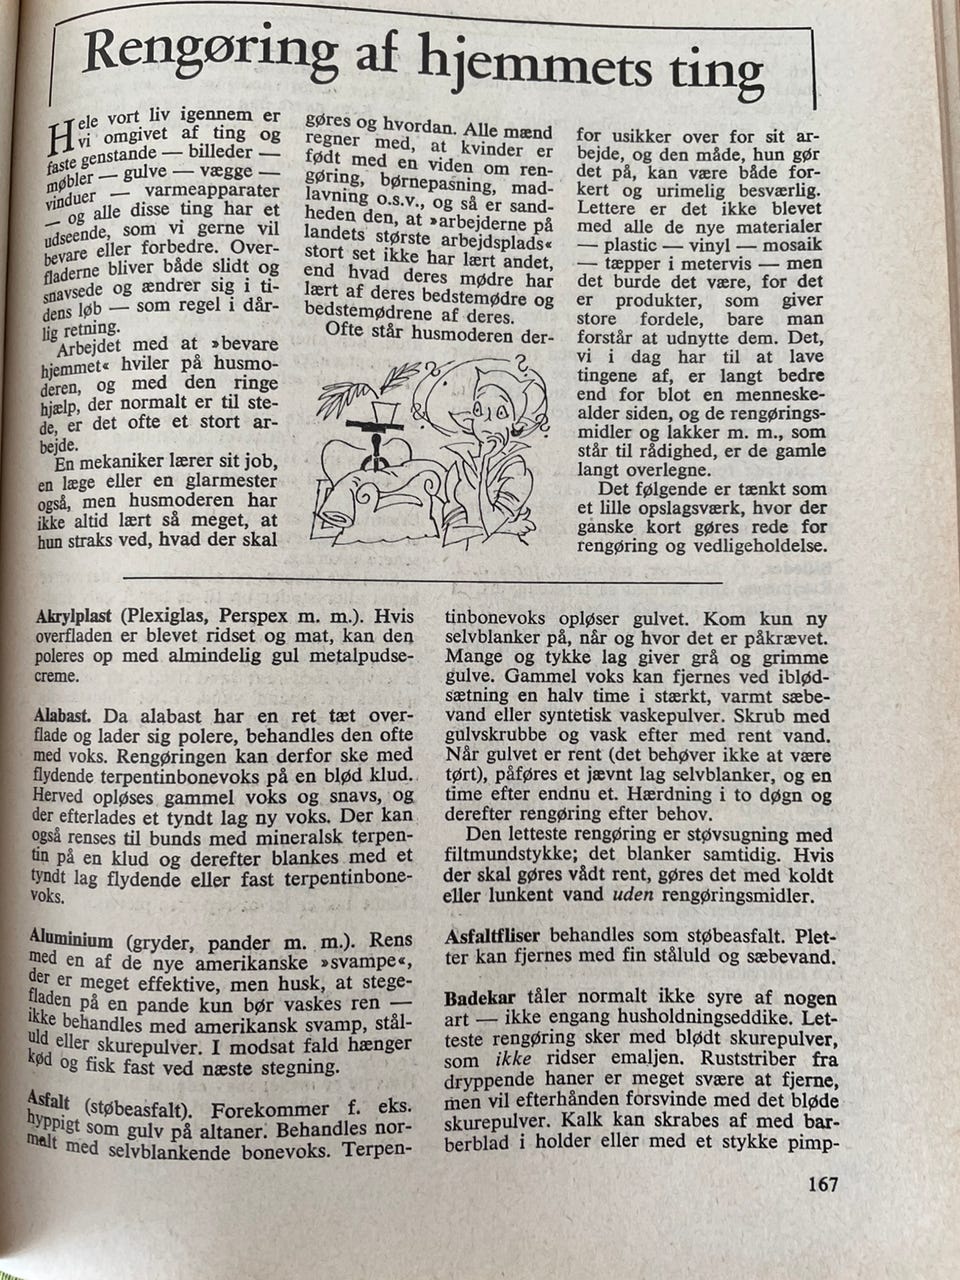 Rengøring af hjemmets ting
Hele vort liv igennem er
vi omgivet af ting og
faste genstande — billeder —
møbler — gulve — vægge —
vinduer — varmeapparater
— og alle disse ting har et
udseende, som vi gerne vil
bevare eller forbedre. Over-
fladerne bliver både slidt og
snavsede og ændrer sig i ti-
dens løb — som regel i dår-
lig retning.
Arbejdet med at »bevare
hjemmet« hviler på husmo-
deren, og med den ringe
hjælp, der normalt er til ste-
de, er det ofte et stort ar-
bejde.
En mekaniker lærer sit job,
en læge eller en glarmester
også, men husmoderen har
ikke altid lært så meget, at
hun straks ved, hvad der skal
gøres og hvordan. Alle mænd
regner med, at kvinder er
født med en viden om ren-
gøring, børnepasning, mad-
lavning o.s.v., og så er sand-
heden den, at »arbejderne på
landets største arbejdsplads«
stort set ikke har lært andet,
end hvad deres mødre har
lært af deres bedstemødre og
bedstemødrene af deres.
Ofte står husmoderen der-
for usikker over for sit ar-
bejde, og den måde, hun gør
det på, kan være både for-
kert og urimelig besværlig.
Lettere er det ikke blevet
med alle de nye materialer
— plastic — vinyl — mosaik
— tæpper i metervis — men
det burde det være, for det
er produkter, som giver
store fordele, bare man
forstår at udnytte dem. Det,
vi i dag har til at lave
tingene af, er langt bedre
end for blot en menneske-
alder siden, og de rengørings-
midler og lakker m. m., som
står til rådighed, er de gamle
langt overlegne.
Det følgende er tænkt som
et lille opslagsværk, hvor der
ganske kort gøres rede for
rengøring og vedligeholdelse.
Akrylplast (Plexiglas, Perspex m. m.). Hvis
overfladen er blevet ridset og mat, kan den
poleres op med almindelig gul metalpudse-
creme.
Alabast. Da alabast har en ret tæt over-
flade og lader sig polere, behandles den ofte
med voks. Rengøringen kan derfor ske med
flydende terpentinbonevoks på en blød klud.
Herved opløses gammel voks og snavs, og
der efterlades et tyndt lag ny voks. Der kan
også renses til bunds med mineralsk terpen-
tin på en klud og derefter blankes med et
tyndt lag flydende eller fast terpentinbone-
voks.
Aluminium (gryder, pander m. m.). Rens
med en af de nye amerikanske »svampe«,
der er meget effektive, men husk, at stege-
fladen på en pande kun bør vaskes ren —
ikke behandles med amerikansk svamp, stål-
uld eller skurepulver. I modsat fald hænger
kød og fisk fast ved næste stegning.
Asfalt (støbeasfalt). Forekommer f. eks.
hyppigt som gulv på altaner. Behandles nor-
malt med selvblankende bonevoks. Terpen-
tinbonevoks opløser gulvet. Kom kun ny
selvblanker på, når og hvor det er påkrævet.
Mange og tykke lag giver grå og grimme
gulve. Gammel voks kan fjernes ved iblød-
sætning en halv time i stærkt, varmt sæbe-
vand eller syntetisk vaskepulver. Skrub med
gulvskrubbe og vask efter med rent vand.
Når gulvet er rent (det behøver ikke at være
tørt), påføres et jævnt lag selvblanker, og en
time efter endnu et. Hærdning i to døgn og
derefter rengøring efter behov.
Den letteste rengøring er støvsugning med
filtmundstykke; det blanker samtidig. Hvis
der skal gøres vådt rent, gøres det med koldt
eller lunkent vand uden rengøringsmidler.
Asfaltfliser behandles som støbeasfalt. Plet-
ter kan fjernes med fin ståluld og sæbevand.
Badekar tåler normalt ikke syre af nogen
art — ikke engang husholdningseddike. Let-
teste rengøring sker med blødt skurepulver,
som ikke ridser emaljen. Ruststriber fra
dryppende haner er meget svære at fjerne,
men vil efterhånden forsvinde med det bløde
skurepulver. Kalk kan skrabes af med bar-
berblad i holder eller med et stykke pimp-
167